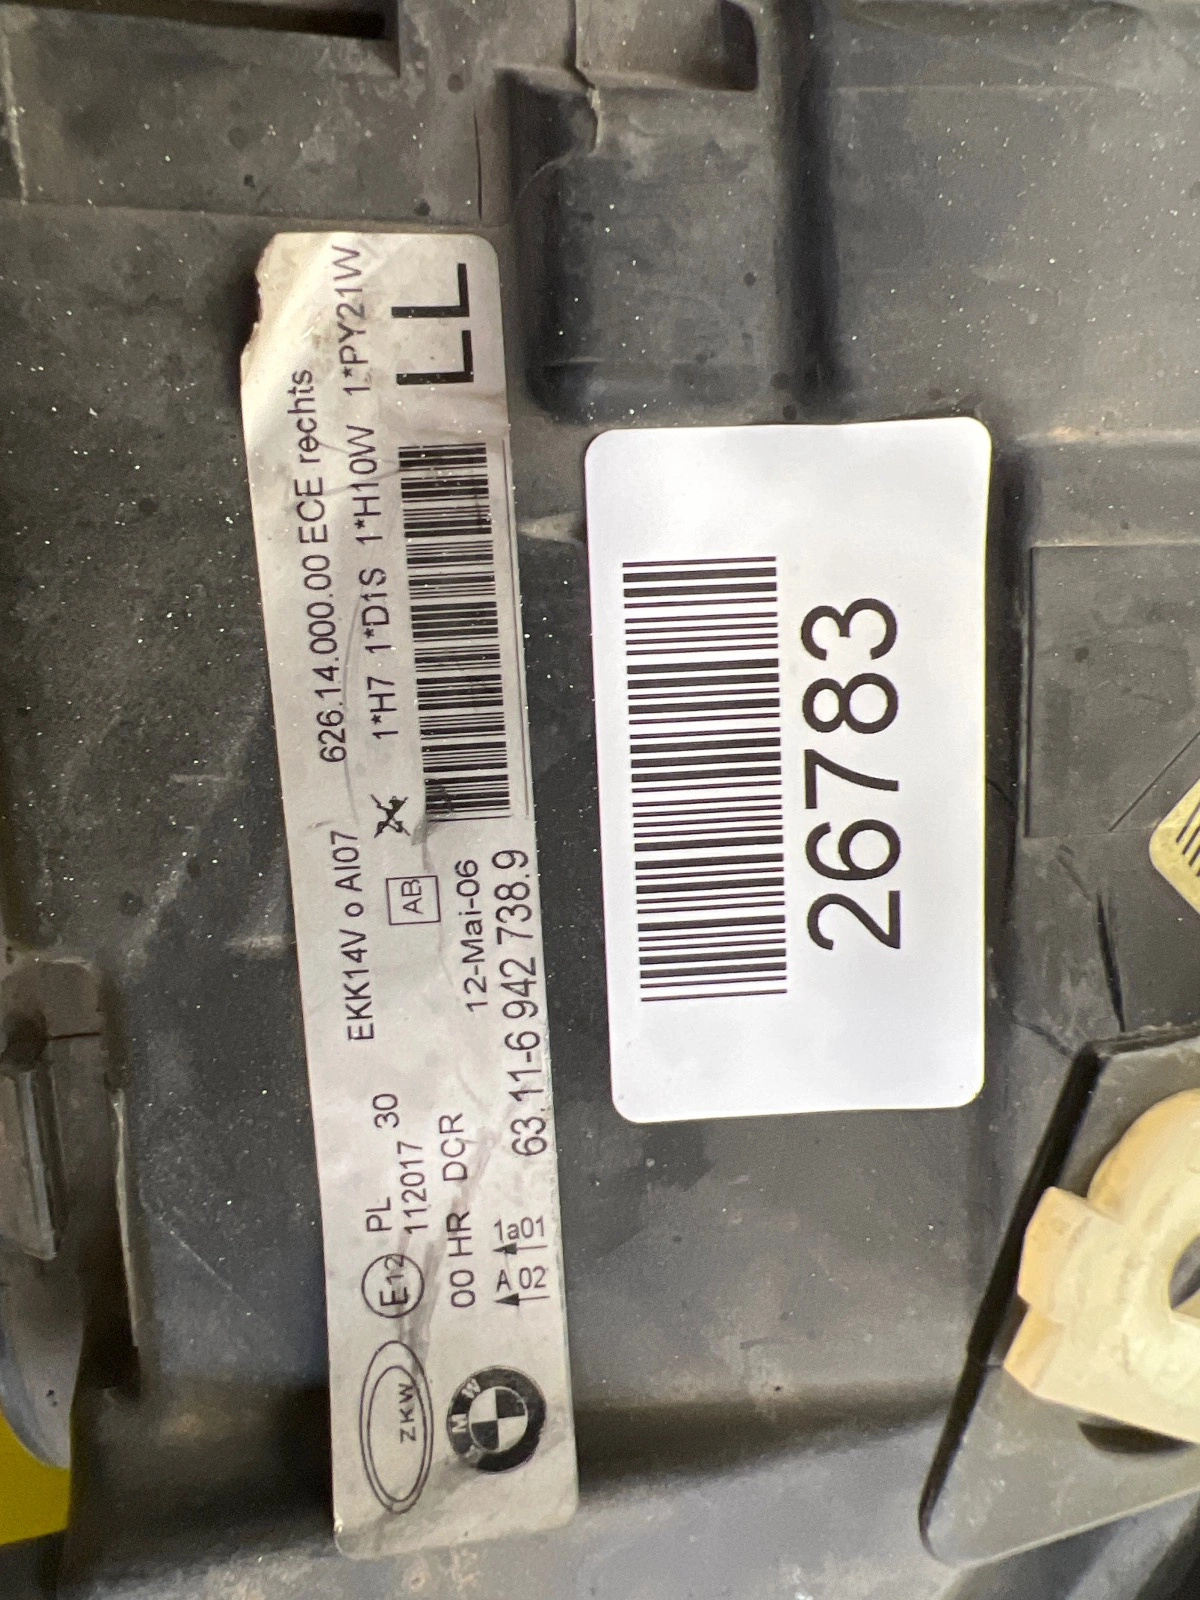 626.14.000.00 ECE rechts
EKK14V o AI07
1*H7 1*D1S 1*H10W 1*PY21W
E12 PL
112017 30
AB
00 HR DCR
12-Mai-06
LL
A 1a01
02
63.11-6 942 738.9
ZKW
BMW
26783